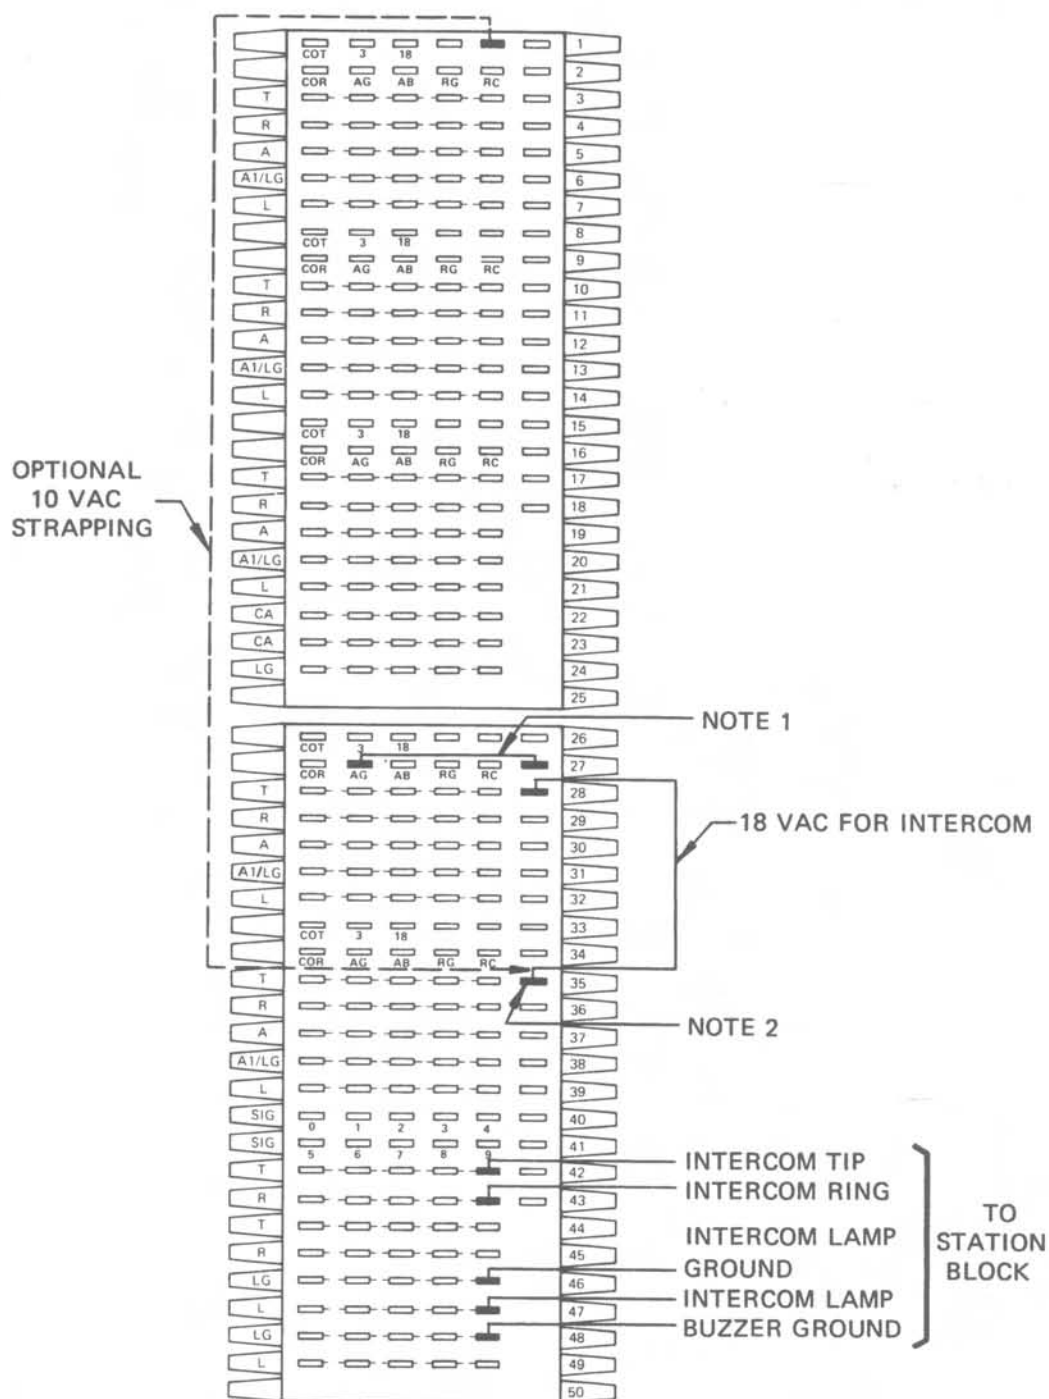 1
COT 3 18
2
COR AG AB RG RC
T 3
R 4
A 5
A1/LG 6
L 7
8
COT 3 18
9
COR AG AB RG RC
T 10
R 11
A 12
A1/LG 13
L 14
15
COT 3 18
16
COR AG AB RG RC
T 17
R 18
A 19
A1/LG 20
L 21
CA 22
CA 23
LG 24
25
OPTIONAL
10 VAC
STRAPPING
26
COT 3 18
NOTE 1
27
COR AG AB RG RC
T 28
R 29
18 VAC FOR INTERCOM
A 30
A1/LG 31
L 32
33
COT 3 18
34
COR AG AB RG RC
T 35
R 36
NOTE 2
A 37
A1/LG 38
L 39
SIG 40
0 1 2 3 4
SIG 41
5 6 7 8 9
T 42
R 43
T 44
R 45
LG 46
L 47
LG 48
L 49
50
INTERCOM TIP
INTERCOM RING
INTERCOM LAMP
GROUND
INTERCOM LAMP
BUZZER GROUND
TO
STATION
BLOCK